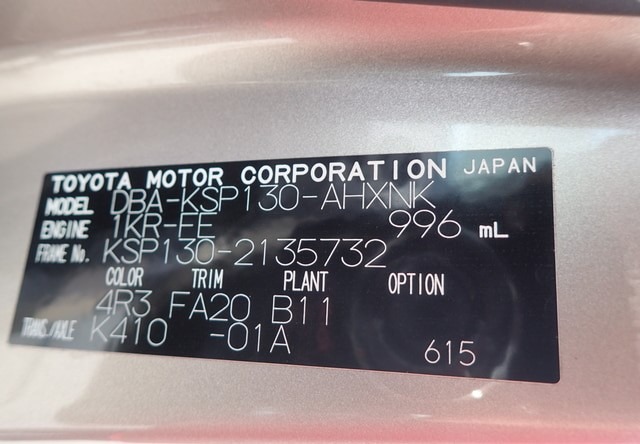 TOYOTA MOTOR CORPORATION JAPAN
MODEL DBA-KSP130-AHXNK
ENGINE 1KR-EE 996 mL
FRAME No. KSP130-2135732
COLOR TRIM PLANT OPTION
4R3 FA20 B11
TRANS./AXLE K410 -01A
615